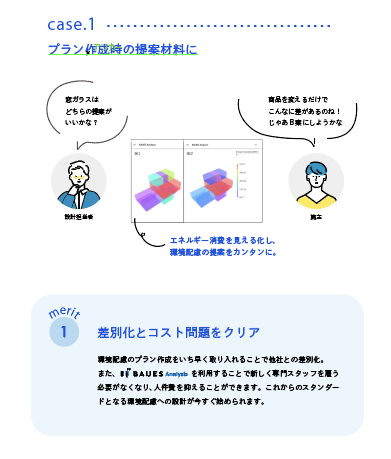 case.1
プラン作成時の提案材料に
窓ガラスは
どちらの提案が
いいかな？
商品を変えるだけで
こんなに差があるのね！
じゃあB案にしようかな
設計担当者
施主
エネルギー消費を見える化し、
環境配慮の提案をカンタンに。
merit
1
差別化とコスト問題をクリア
環境配慮のプラン作成をいち早く取り入れることで他社との差別化。
また、BAUES Analysis を利用することで新しく専門スタッフを雇う
必要がなくなり、人件費を抑えることができます。これからのスタンダー
ドとなる環境配慮への設計が今すぐ始められます。